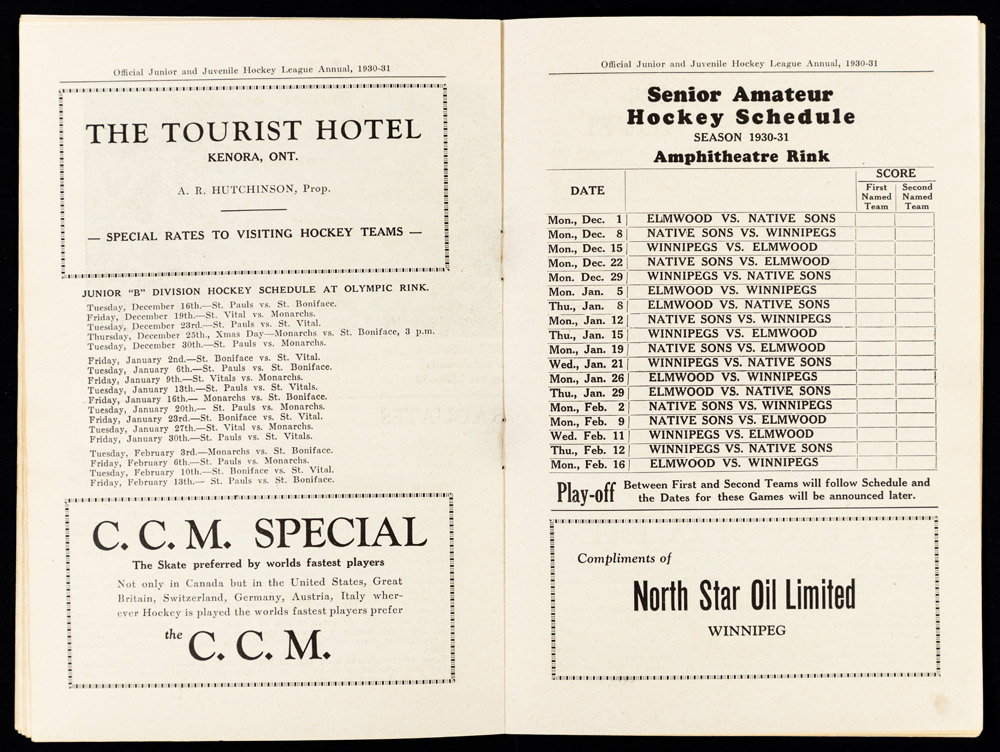 Official Junior and Juvenile Hockey League Annual, 1930-31
THE TOURIST HOTEL
KENORA, ONT.
A. R. HUTCHINSON, Prop.
— SPECIAL RATES TO VISITING HOCKEY TEAMS —
JUNIOR "B" DIVISION HOCKEY SCHEDULE AT OLYMPIC RINK.
Tuesday, December 16th.—St. Pauls vs. St. Boniface.
Friday, December 19th.—St. Vital vs. Monarchs.
Tuesday, December 23rd.—St. Pauls vs. St. Vital.
Thursday, December 25th., Xmas Day—Monarchs vs. St. Boniface, 3 p.m.
Tuesday, December 30th.—St. Pauls vs. Monarchs.
Friday, January 2nd.—St. Boniface vs. St. Vital.
Tuesday, January 6th.—St. Pauls vs. St. Boniface.
Friday, January 9th.—St. Vitals vs. Monarchs.
Tuesday, January 13th.—St. Pauls vs. St. Vitals.
Friday, January 16th.— Monarchs vs. St. Boniface.
Tuesday, January 20th.— St. Pauls vs. Monarchs.
Friday, January 23rd.—St. Boniface vs. St. Vital.
Tuesday, January 27th.—St. Vital vs. Monarchs.
Friday, January 30th.—St. Pauls vs. St. Vitals.
Tuesday, February 3rd.—Monarchs vs. St. Boniface.
Friday, February 6th.—St. Pauls vs. Monarchs.
Tuesday, February 10th.—St. Boniface vs. St. Vital.
Friday, February 13th.— St. Pauls vs. St. Boniface.
C. C. M. SPECIAL
The Skate preferred by worlds fastest players
Not only in Canada but in the United States, Great
Britain, Switzerland, Germany, Austria, Italy wher-
ever Hockey is played the worlds fastest players prefer
the C. C. M.
Official Junior and Juvenile Hockey League Annual, 1930-31
Senior Amateur
Hockey Schedule
SEASON 1930-31
Amphitheatre Rink
DATE
SCORE
First Named Team
Second Named Team
Mon., Dec. 1 ELMWOOD VS. NATIVE SONS
Mon., Dec. 8 NATIVE SONS VS. WINNIPEGS
Mon., Dec. 15 WINNIPEGS VS. ELMWOOD
Mon., Dec. 22 NATIVE SONS VS. ELMWOOD
Mon. Dec. 29 WINNIPEGS VS. NATIVE SONS
Mon. Jan. 5 ELMWOOD VS. WINNIPEGS
Thu., Jan. 8 ELMWOOD VS. NATIVE SONS
Mon., Jan. 12 NATIVE SONS VS. WINNIPEGS
Thu., Jan. 15 WINNIPEGS VS. ELMWOOD
Mon., Jan. 19 NATIVE SONS VS. ELMWOOD
Wed., Jan. 21 WINNIPEGS VS. NATIVE SONS
Mon., Jan. 26 ELMWOOD VS. WINNIPEGS
Thu., Jan. 29 ELMWOOD VS. NATIVE SONS
Mon., Feb. 2 NATIVE SONS VS. WINNIPEGS
Mon., Feb. 9 NATIVE SONS VS. ELMWOOD
Wed. Feb. 11 WINNIPEGS VS. ELMWOOD
Thu., Feb. 12 WINNIPEGS VS. NATIVE SONS
Mon., Feb. 16 ELMWOOD VS. WINNIPEGS
Play-off Between First and Second Teams will follow Schedule and
the Dates for these Games will be announced later.
Compliments of
North Star Oil Limited
WINNIPEG